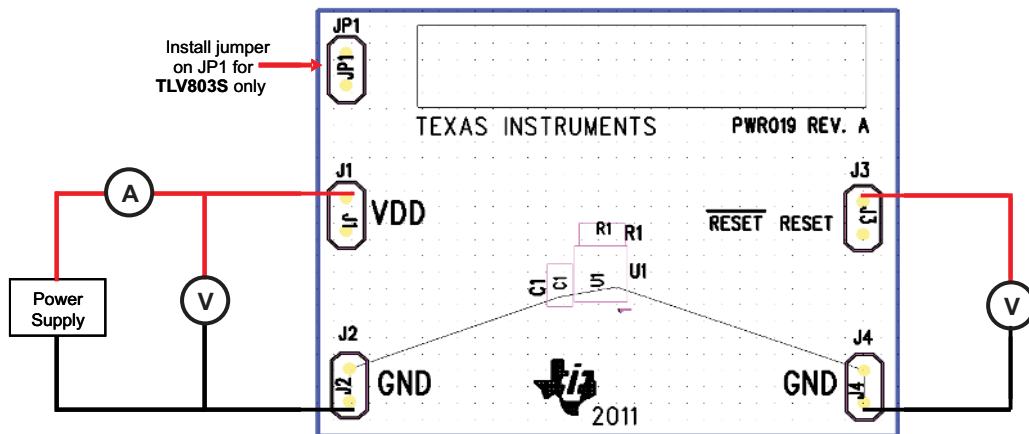 JP1
Install jumper
on JP1 for
TLV803S only
JP1
TEXAS INSTRUMENTS PWR019 REV. A
J1
A
J1
VDD
J3
J3
RESET RESET
R1 R1
U1
U1
C1
C1
Power
Supply
V
V
J2
J2
GND
J4
J4
GND
2011